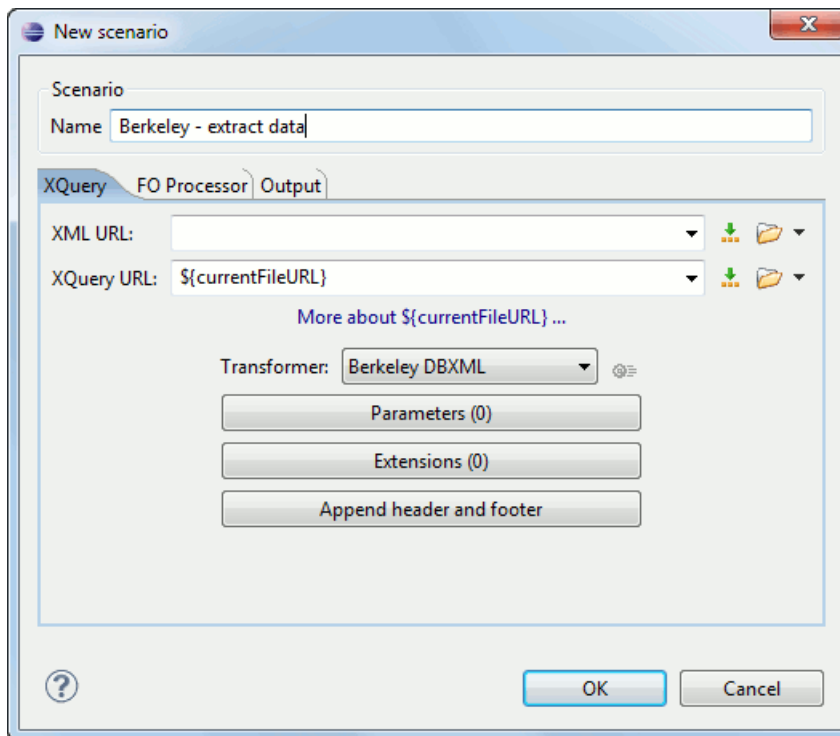 New scenario
Scenario
Name Berkeley - extract data
XQuery FO Processor Output
XML URL:
XQuery URL: ${currentFileURL}
More about ${currentFileURL} ...
Transformer: Berkeley DBXML
Parameters (0)
Extensions (0)
Append header and footer
? OK Cancel